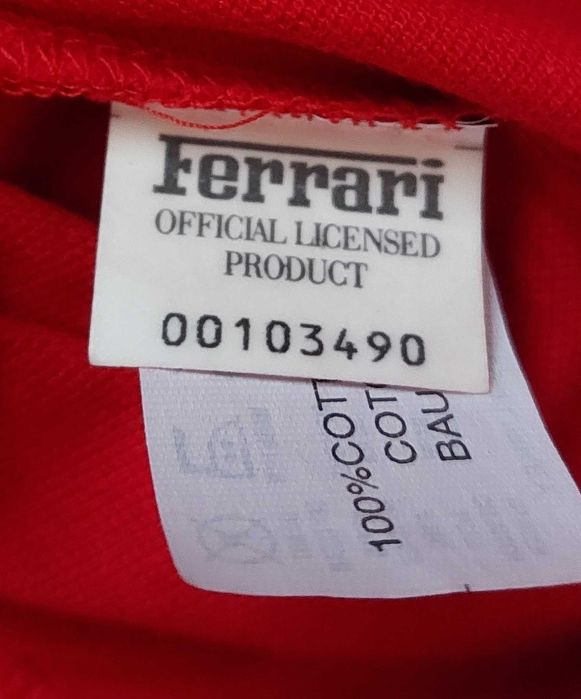 Ferrari
OFFICIAL LICENSED
PRODUCT
00103490
100%COT
COT
BAU